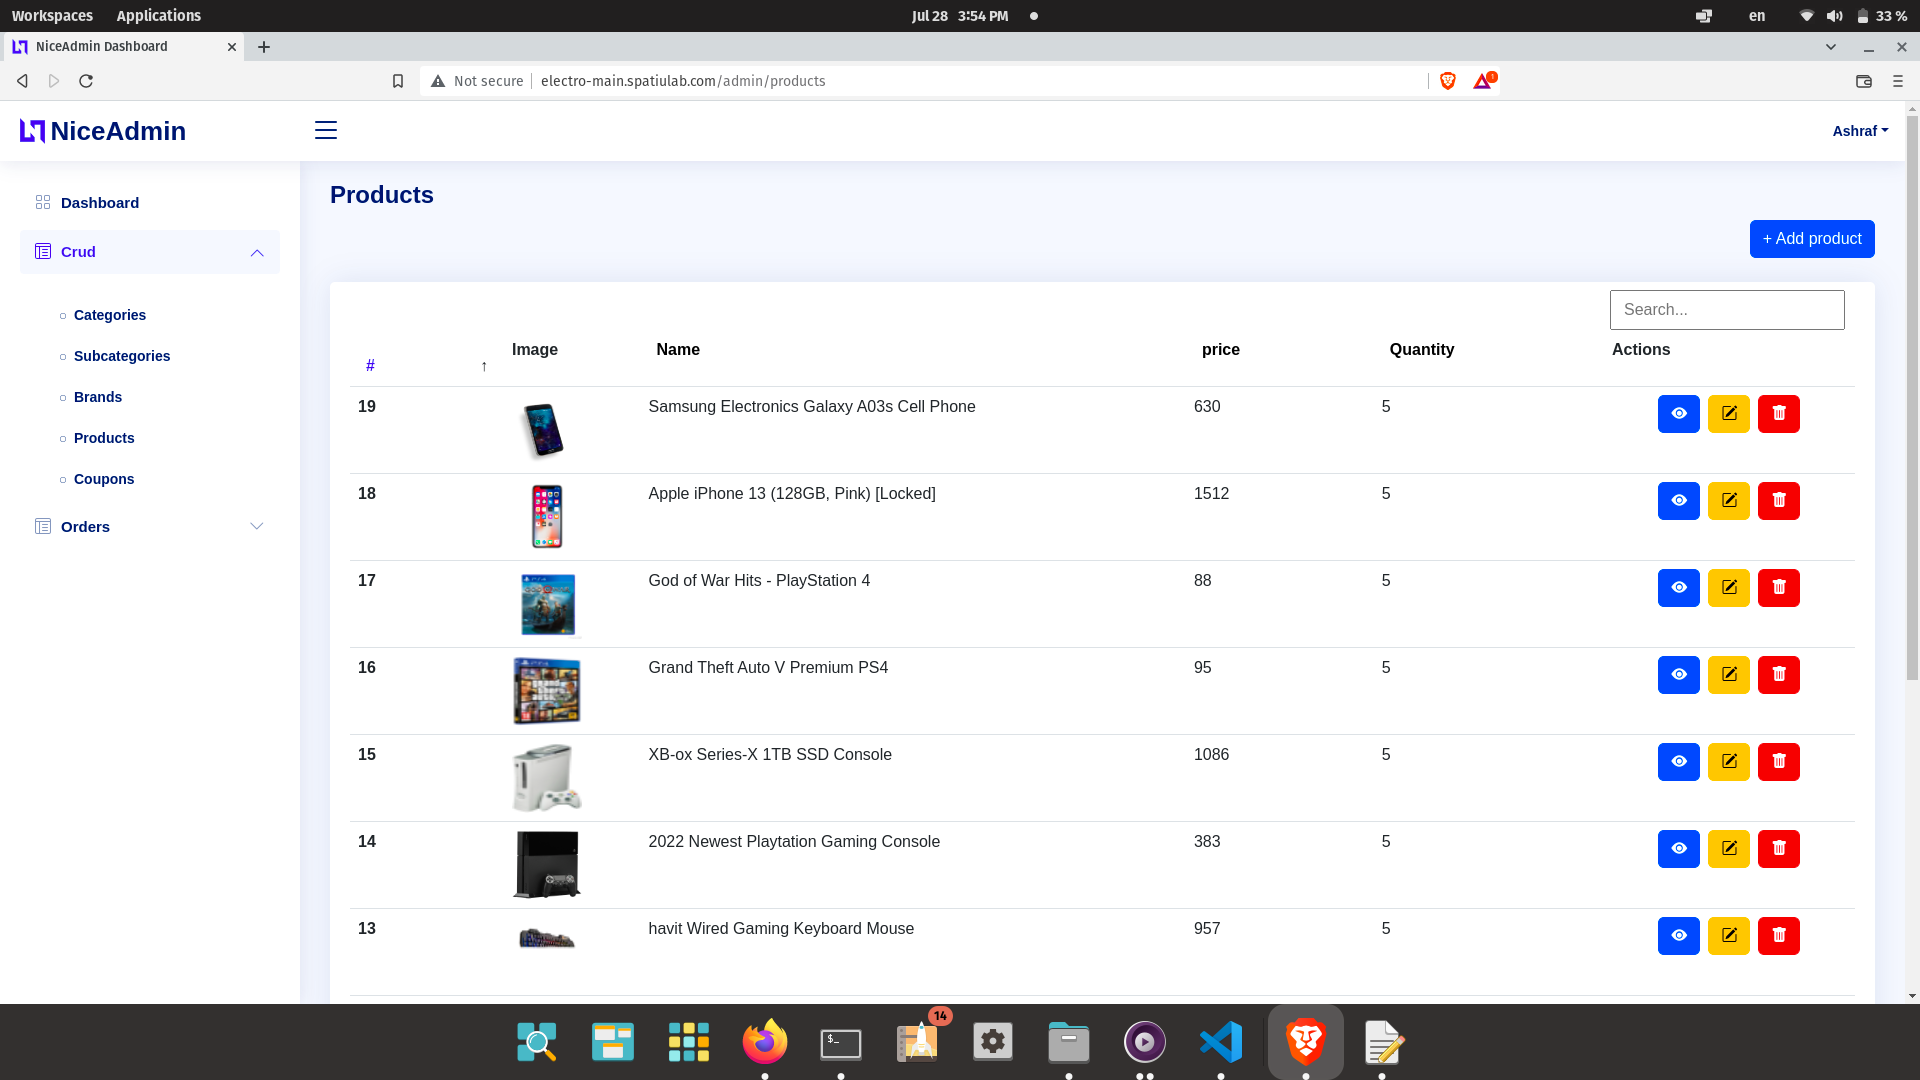 Workspaces Applications Jul 28 3:54 PM en 33 %
NiceAdmin Dashboard
Not secure electro-main.spatiulab.com/admin/products
NiceAdmin Ashraf
Dashboard
Crud
Categories
Subcategories
Brands
Products
Coupons
Orders
Products
+ Add product
Search...
# ↑ Image Name price Quantity Actions
19 Samsung Electronics Galaxy A03s Cell Phone 630 5
18 Apple iPhone 13 (128GB, Pink) [Locked] 1512 5
17 God of War Hits - PlayStation 4 88 5
16 Grand Theft Auto V Premium PS4 95 5
15 XB-ox Series-X 1TB SSD Console 1086 5
14 2022 Newest Playtation Gaming Console 383 5
13 havit Wired Gaming Keyboard Mouse 957 5
14